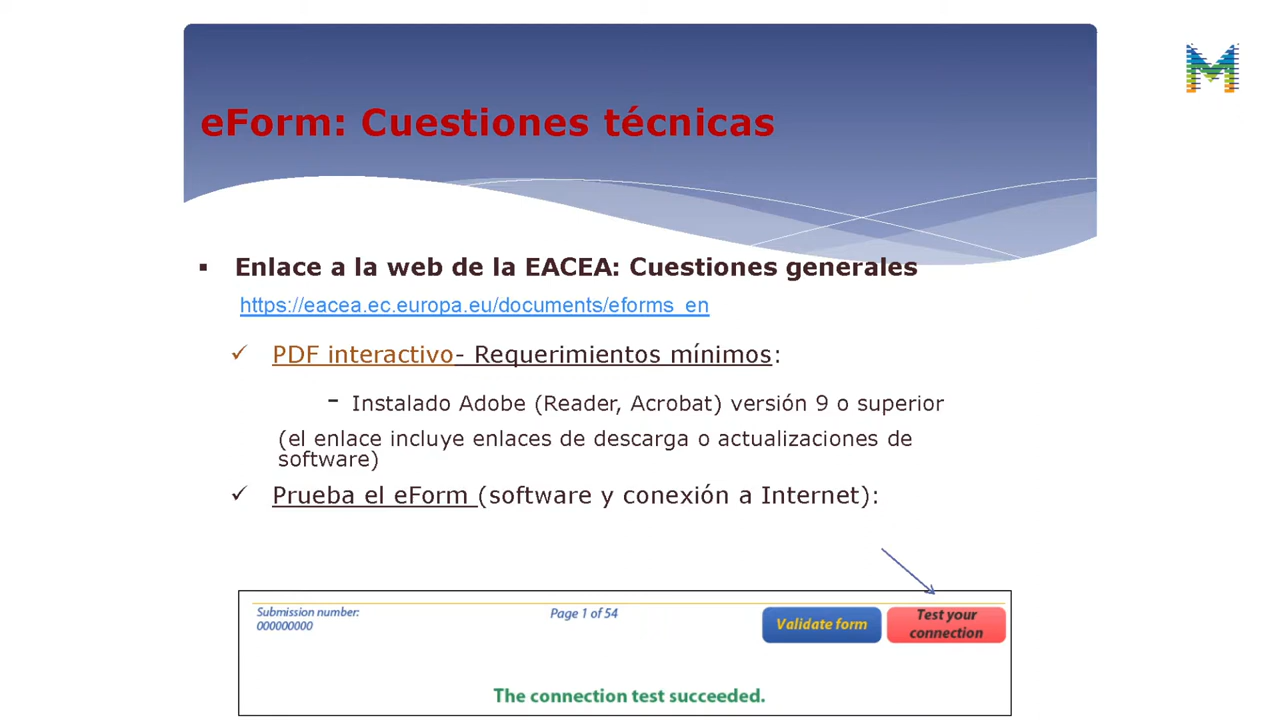 eForm: Cuestiones técnicas
▪ Enlace a la web de la EACEA: Cuestiones generales
https://eacea.ec.europa.eu/documents/eforms_en
✓ PDF interactivo- Requerimientos mínimos:
- Instalado Adobe (Reader, Acrobat) versión 9 o superior
(el enlace incluye enlaces de descarga o actualizaciones de
software)
✓ Prueba el eForm (software y conexión a Internet):
Submission number:
000000000
Page 1 of 54
Validate form
Test your
connection
The connection test succeeded.